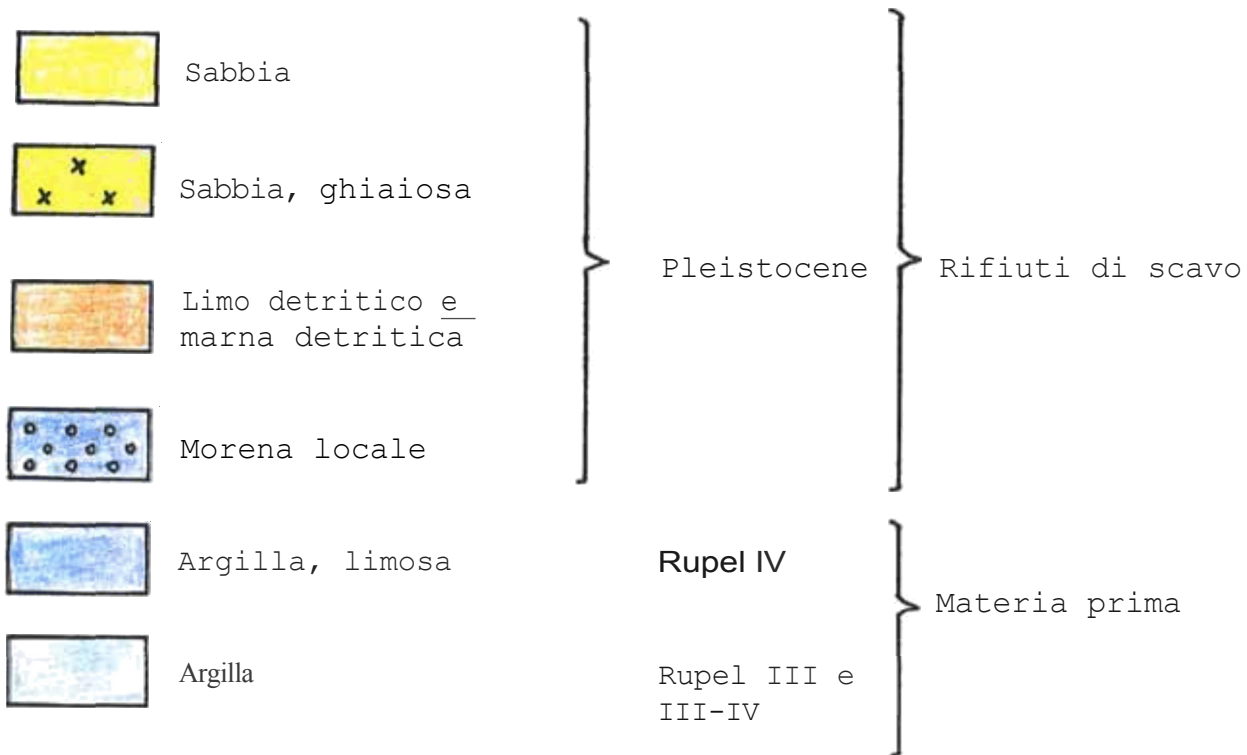 Sabbia
Sabbia, ghiaiosa
Limo detritico e
marna detritica
Morena locale
Pleistocene
Rifiuti di scavo
Argilla, limosa
Rupel IV
Argilla
Rupel III e
III-IV
Materia prima